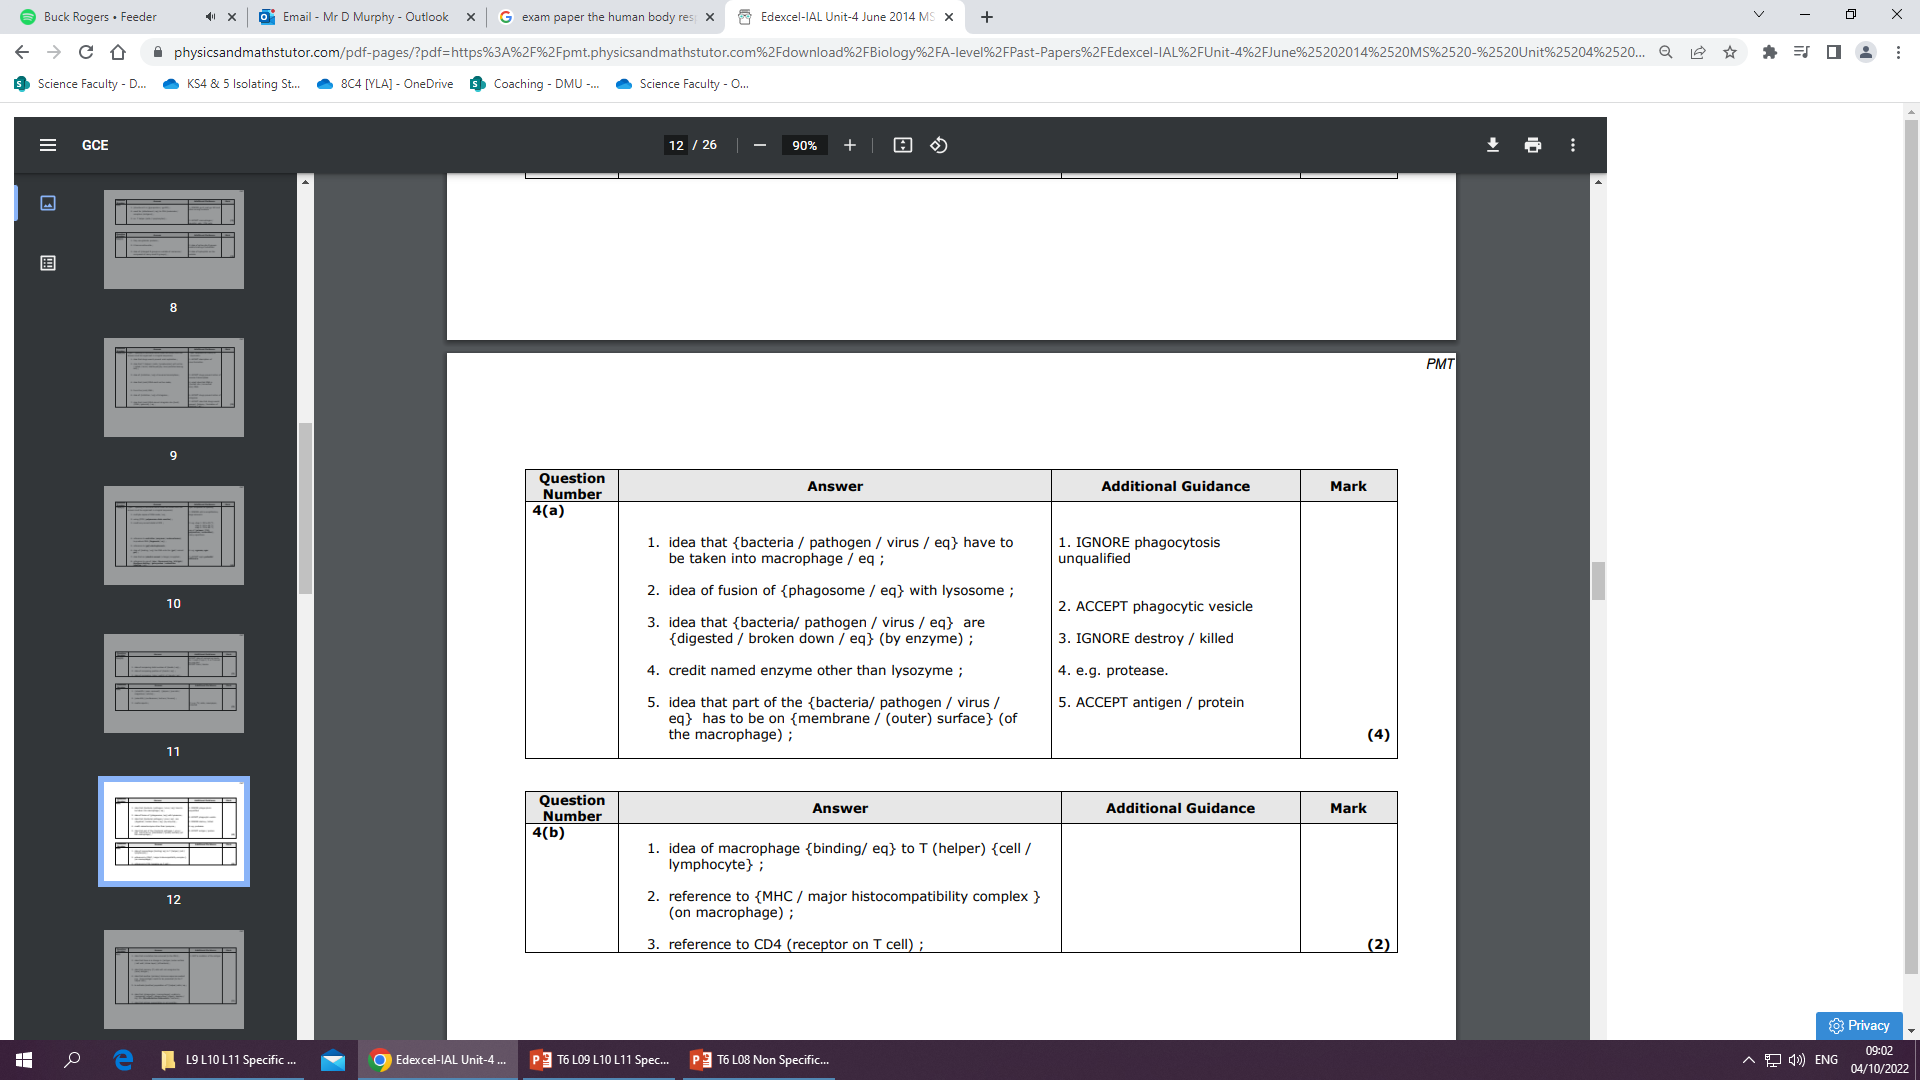 Buck Rogers • Feeder
Email - Mr D Murphy - Outlook
exam paper the human body res
Edexcel-IAL Unit-4 June 2014 MS
physicsandmathstutor.com/pdf-pages/?pdf=https%3A%2F%2Fpmt.physicsandmathstutor.com%2Fdownload%2FBiology%2FA-level%2FPast-Papers%2FEdexcel-IAL%2FUnit-4%2FJune%25202014%2520MS%2520-%2520Unit%25204%2520...
Science Faculty - D...
KS4 & 5 Isolating St...
8C4 [YLA] - OneDrive
Coaching - DMU -...
Science Faculty - O...
GCE
12 / 26
90%
8
9
10
11
12
PMT
Question Number
Answer
Additional Guidance
Mark
4(a)
1. idea that {bacteria / pathogen / virus / eq} have to
be taken into macrophage / eq ;
2. idea of fusion of {phagosome / eq} with lysosome ;
3. idea that {bacteria/ pathogen / virus / eq} are
{digested / broken down / eq} (by enzyme) ;
4. credit named enzyme other than lysozyme ;
5. idea that part of the {bacteria/ pathogen / virus /
eq} has to be on {membrane / (outer) surface} (of
the macrophage) ;
1. IGNORE phagocytosis
unqualified
2. ACCEPT phagocytic vesicle
3. IGNORE destroy / killed
4. e.g. protease.
5. ACCEPT antigen / protein
(4)
Question Number
Answer
Additional Guidance
Mark
4(b)
1. idea of macrophage {binding/ eq} to T (helper) {cell /
lymphocyte} ;
2. reference to {MHC / major histocompatibility complex }
(on macrophage) ;
3. reference to CD4 (receptor on T cell) ;
(2)
Privacy
L9 L10 L11 Specific ...
Edexcel-IAL Unit-4 ...
T6 L09 L10 L11 Spec...
T6 L08 Non Specific...
ENG
09:02
04/10/2022